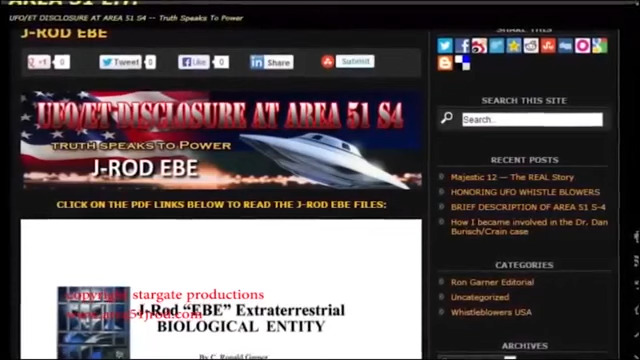 UFO/ET DISCLOSURE AT AREA 51 S4 -- Truth Speaks To Power
J-ROD EBE
+1 0 Tweet 0 Like 0 Share Submit
UFO/ET DISCLOSURE AT AREA 51 S4
TRUTH SPEAKS TO POWER
J-ROD EBE
CLICK ON THE PDF LINKS BELOW TO READ THE J-ROD EBE FILES:
copyright stargate productions
J-Rod "EBE" Extraterrestrial
BIOLOGICAL ENTITY
SHARE THIS
SEARCH THIS SITE
Search..
RECENT POSTS
Majestic 12 — The REAL Story
HONORING UFO WHISTLE BLOWERS
BRIEF DESCRIPTION OF AREA 51 S-4
How I became involved in the Dr. Dan
Burisch/Crain case
CATEGORIES
Ron Garner Editorial
Uncategorized
Whistleblowers USA
ARCHIVES